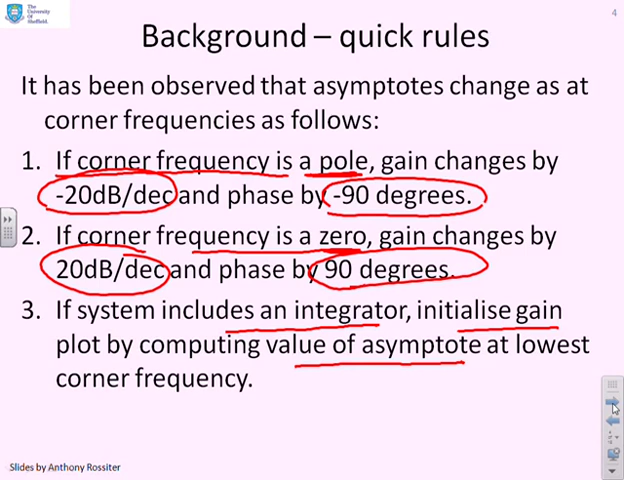 The
University
Of
Sheffield.
4
Background – quick rules
It has been observed that asymptotes change as at
corner frequencies as follows:
1. If corner frequency is a pole, gain changes by
-20dB/dec and phase by -90 degrees.
2. If corner frequency is a zero, gain changes by
20dB/dec and phase by 90 degrees.
3. If system includes an integrator, initialise gain
plot by computing value of asymptote at lowest
corner frequency.
Slides by Anthony Rossiter